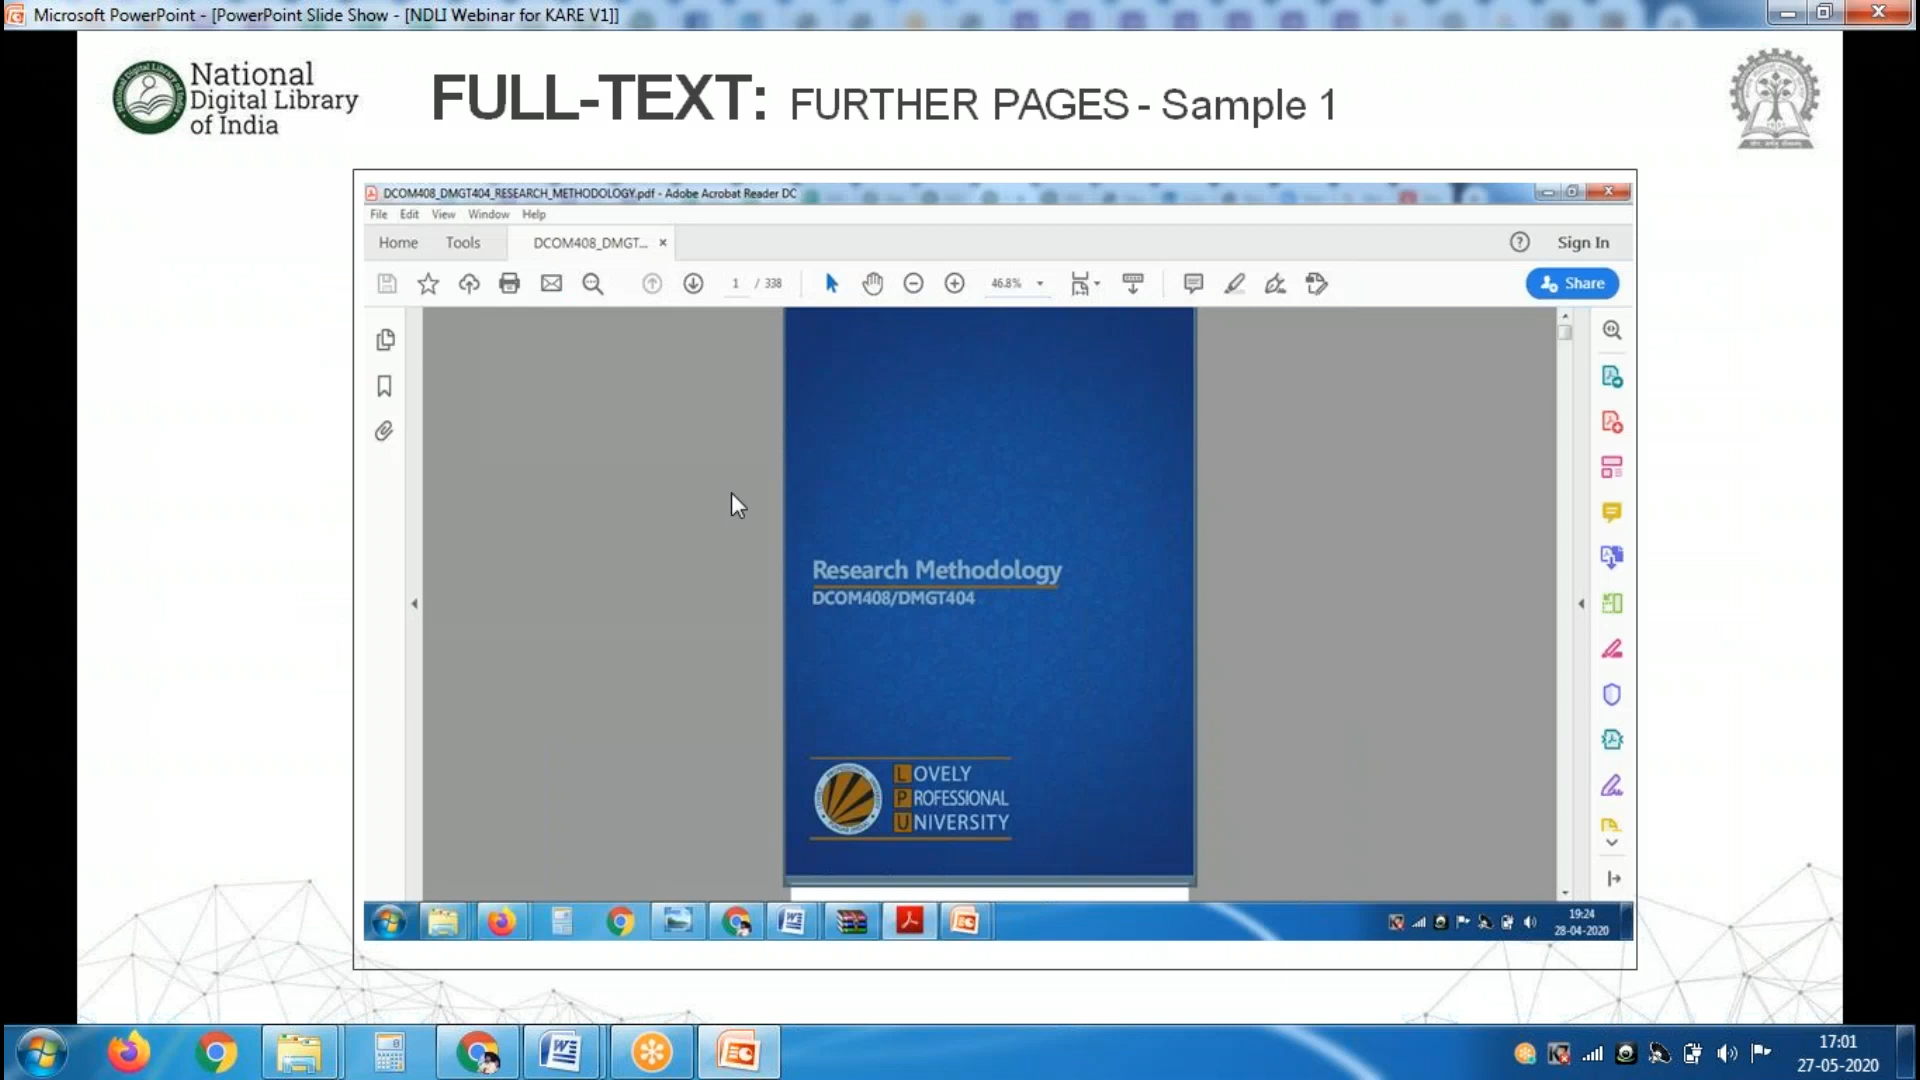 Microsoft PowerPoint - [PowerPoint Slide Show - [NDLI Webinar for KARE V1]]
National
Digital Library
of India
FULL-TEXT: FURTHER PAGES - Sample 1
DCOM408_DMGT404_RESEARCH_METHODOLOGY.pdf - Adobe Acrobat Reader DC
File Edit View Window Help
Home Tools DCOM408_DMGT... × Sign In
1 / 338 46.8% Share
Research Methodology
DCOM408/DMGT404
LOVELY
PROFESSIONAL
UNIVERSITY
19:24
28-04-2020
17:01
27-05-2020